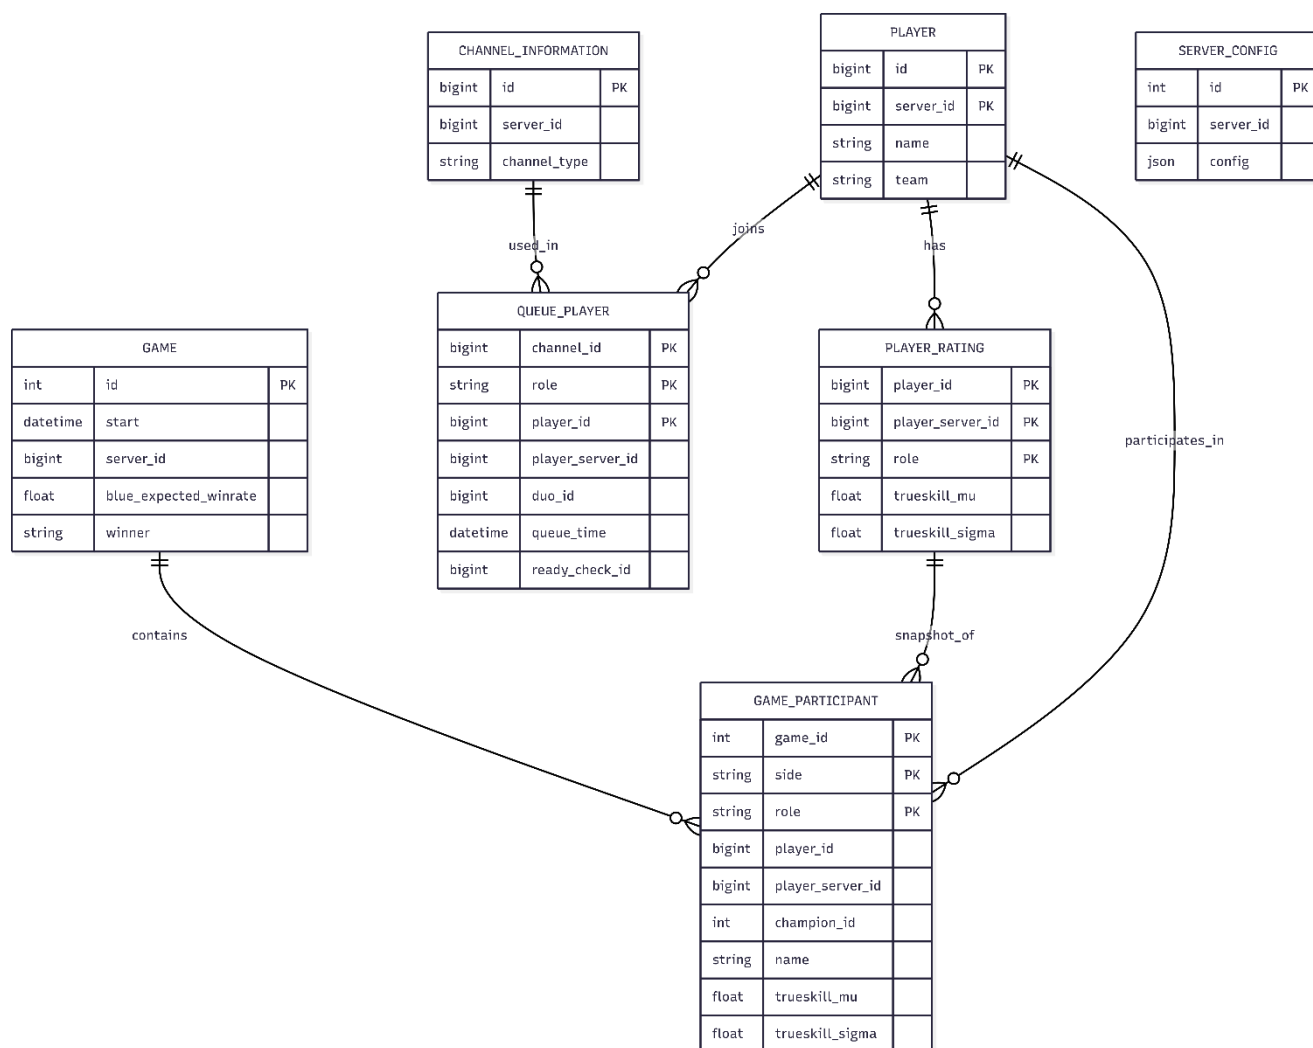 CHANNEL_INFORMATION
bigint id PK
bigint server_id
string channel_type
PLAYER
bigint id PK
bigint server_id PK
string name
string team
SERVER_CONFIG
int id PK
bigint server_id
json config
used_in
joins
has
participates_in
GAME
int id PK
datetime start
bigint server_id
float blue_expected_winrate
string winner
QUEUE_PLAYER
bigint channel_id PK
string role PK
bigint player_id PK
bigint player_server_id
bigint duo_id
datetime queue_time
bigint ready_check_id
PLAYER_RATING
bigint player_id PK
bigint player_server_id PK
string role PK
float trueskill_mu
float trueskill_sigma
contains
snapshot_of
GAME_PARTICIPANT
int game_id PK
string side PK
string role PK
bigint player_id
bigint player_server_id
int champion_id
string name
float trueskill_mu
float trueskill_sigma